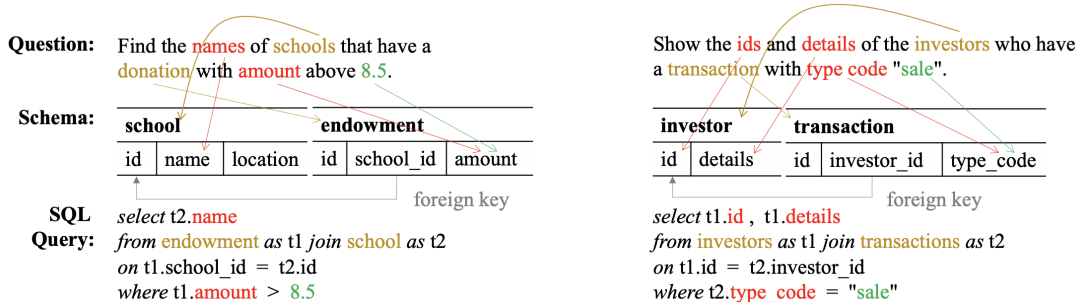 Question: Find the names of schools that have a
donation with amount above 8.5.
Schema:
school endowment
id name location id school_id amount
foreign key
SQL select t2.name
Query: from endowment as t1 join school as t2
on t1.school_id = t2.id
where t1.amount > 8.5
Show the ids and details of the investors who have
a transaction with type code "sale".
investor transaction
id details id investor_id type_code
foreign key
select t1.id , t1.details
from investors as t1 join transactions as t2
on t1.id = t2.investor_id
where t2.type_code = "sale"